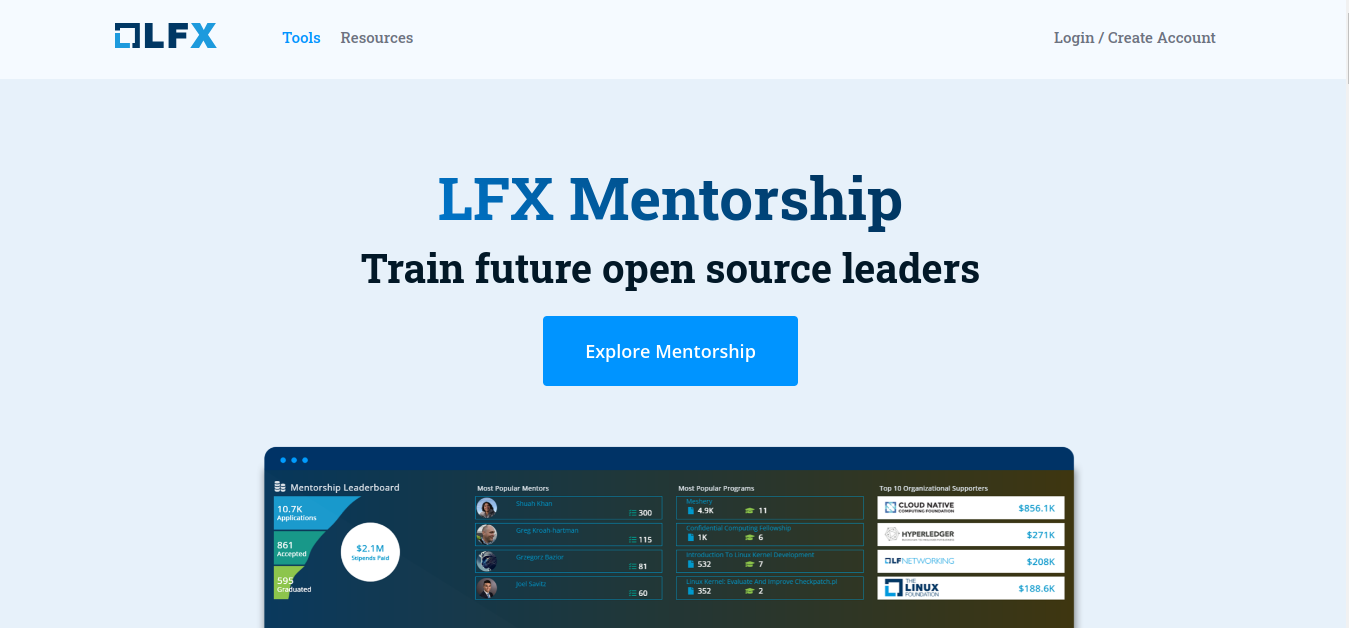 LFX
Tools
Resources
Login / Create Account
LFX Mentorship
Train future open source leaders
Explore Mentorship
Mentorship Leaderboard
10.7K
Applications
861
Accepted
595
Graduated
$2.1M
Stipends Paid
Most Popular Mentors
Shuah Khan
300
Greg Kroah-hartman
115
Grzegorz Bazior
81
Joel Savitz
60
Most Popular Programs
Meshery
4.9K 11
Confidential Computing Fellowship
1K 6
Introduction To Linux Kernel Development
532 7
Linux Kernel: Evaluate And Improve Checkpatch.pl
352 2
Top 10 Organizational Supporters
CLOUD NATIVE
COMPUTING FOUNDATION
$856.1K
HYPERLEDGER
$271K
LFNETWORKING
$208K
THE
LINUX
FOUNDATION
$188.6K